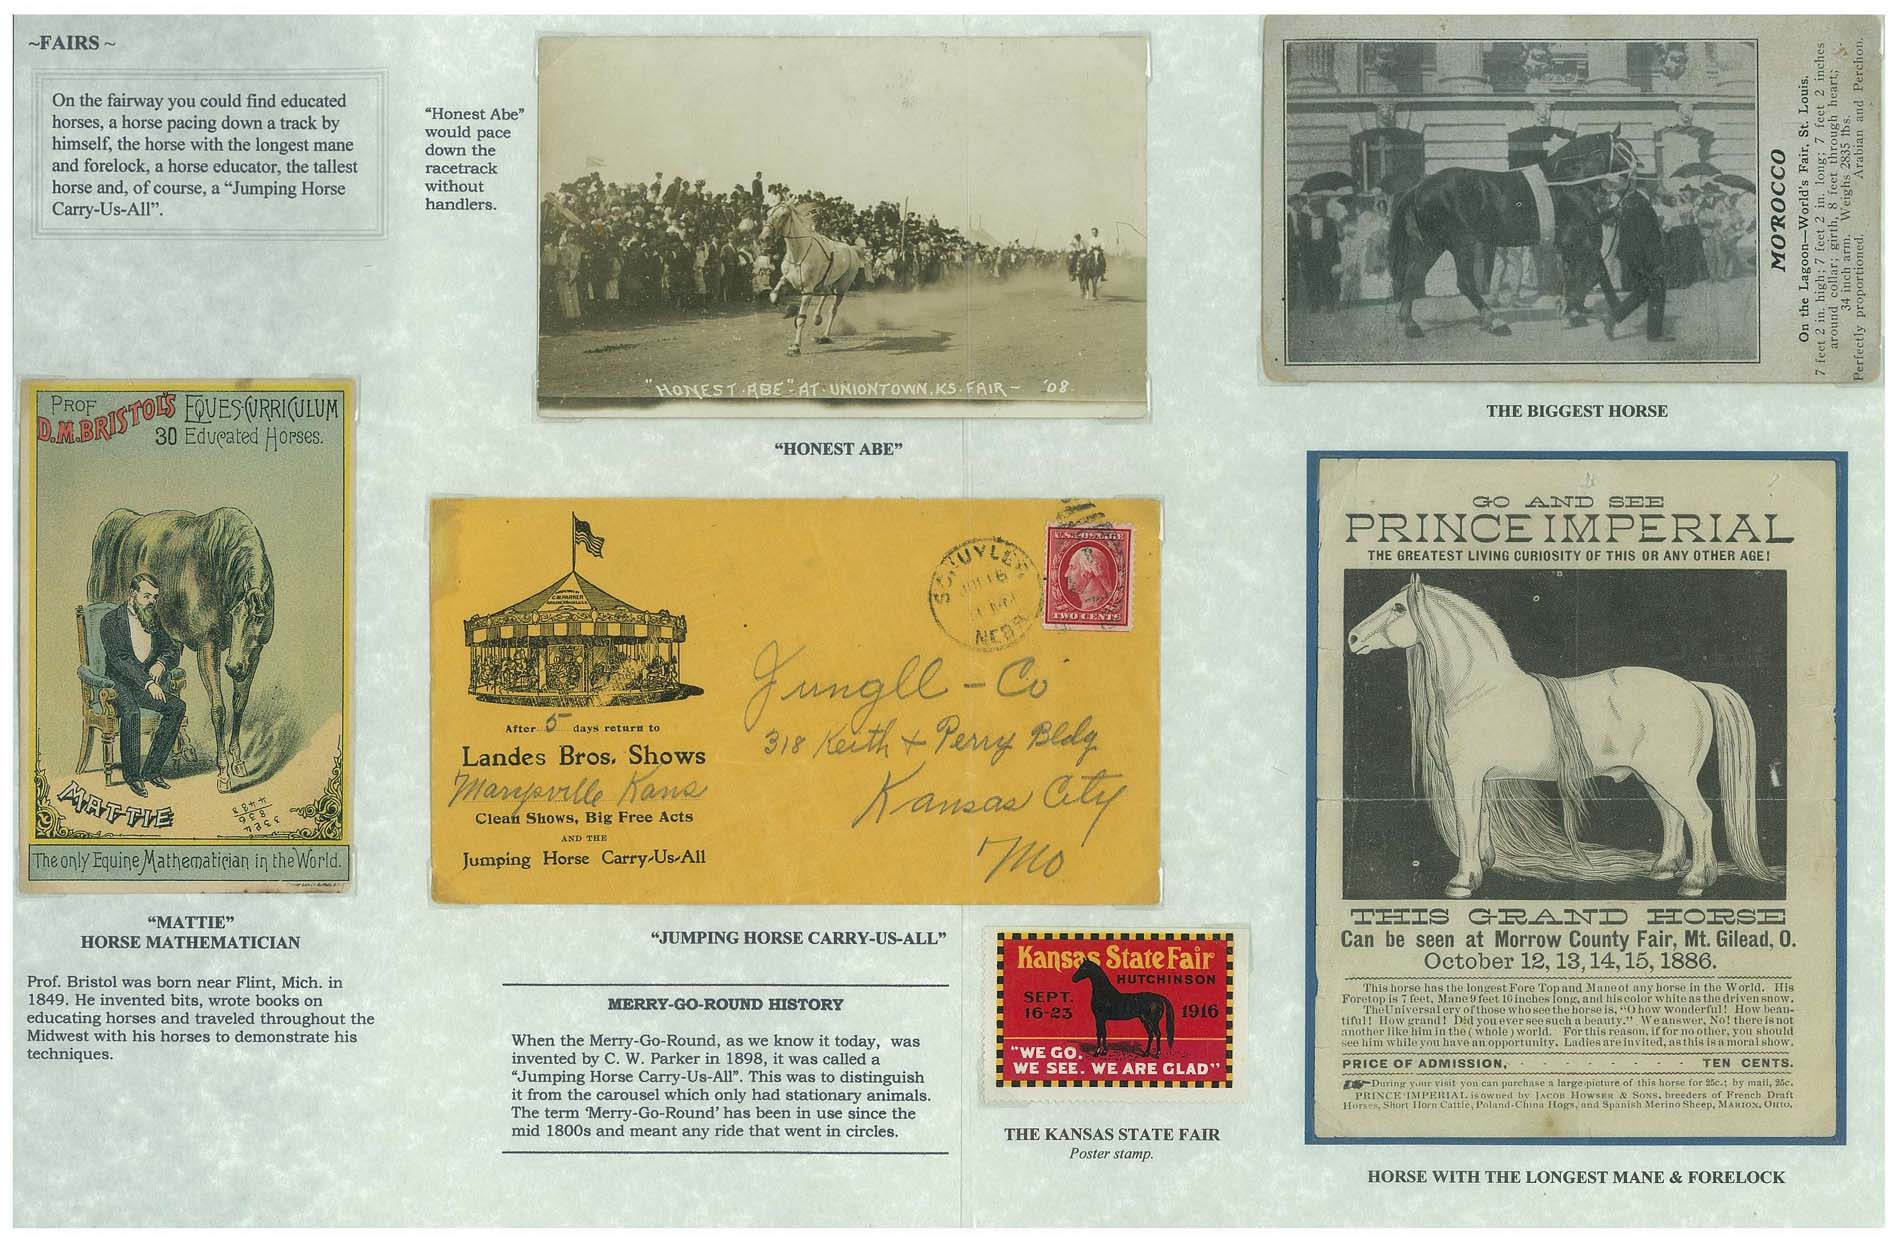 ~FAIRS ~
On the fairway you could find educated
horses, a horse pacing down a track by
himself, the horse with the longest mane
and forelock, a horse educator, the tallest
horse and, of course, a “Jumping Horse
Carry-Us-All”.
“Honest Abe”
would pace
down the
racetrack
without
handlers.
"HONEST·ABE"-AT·UNIONTOWN,KS·FAIR - '08-
“HONEST ABE”
MOROCCO
On the Lagoon—World's Fair, St. Louis.
7 feet 2 in. high; 7 feet 2 in. long; 7 feet 2 inches
around collar; girth, 8 feet through heart;
34 inch arm. Weighs 2835 lbs.
Perfectly proportioned. Arabian and Perchon.
THE BIGGEST HORSE
PROF
D.M.BRISTOL'S
EQUES-CURRICULUM
30 Educated Horses.
MATTIE
3324
836
4483
The only Equine Mathematician in the World.
“MATTIE”
HORSE MATHEMATICIAN
Prof. Bristol was born near Flint, Mich. in
1849. He invented bits, wrote books on
educating horses and traveled throughout the
Midwest with his horses to demonstrate his
techniques.
C.W. PARKER
SCHUYLER
NEBR
U.S. POSTAGE
TWO CENTS
After 5 days return to
Landes Bros. Shows
Marysville Kans
Clean Shows, Big Free Acts
AND THE
Jumping Horse Carry-Us-All
Jungll - Co
318 Keith + Perry Bldg
Kansas City
Mo
“JUMPING HORSE CARRY-US-ALL”
MERRY-GO-ROUND HISTORY
When the Merry-Go-Round, as we know it today, was
invented by C. W. Parker in 1898, it was called a
“Jumping Horse Carry-Us-All”. This was to distinguish
it from the carousel which only had stationary animals.
The term ‘Merry-Go-Round’ has been in use since the
mid 1800s and meant any ride that went in circles.
Kansas State Fair
HUTCHINSON
SEPT.
16-23
1916
"WE GO.
WE SEE. WE ARE GLAD"
THE KANSAS STATE FAIR
Poster stamp.
GO AND SEE
PRINCE IMPERIAL
THE GREATEST LIVING CURIOSITY OF THIS OR ANY OTHER AGE!
THIS GRAND HORSE
Can be seen at Morrow County Fair, Mt. Gilead, O.
October 12, 13, 14, 15, 1886.
This horse has the longest Fore Top and Mane of any horse in the World. His
Foretop is 7 feet, Mane 9 feet 10 inches long, and his color white as the driven snow.
The Universal cry of those who see the horse is, "O how wonderful! How beau-
tiful! How grand! Did you ever see such a beauty." We answer, No! there is not
another like him in the (whole) world. For this reason, if for no other, you should
see him while you have an opportunity. Ladies are invited, as this is a moral show.
PRICE OF ADMISSION, - - - - - - TEN CENTS.
During your visit you can purchase a large picture of this horse for 25c.; by mail, 25c.
PRINCE IMPERIAL is owned by JACOB HOWSER & SONS, breeders of French Draft
Horses, Short Horn Cattle, Poland-China Hogs, and Spanish Merino Sheep, MARION, OHIO.
HORSE WITH THE LONGEST MANE & FORELOCK